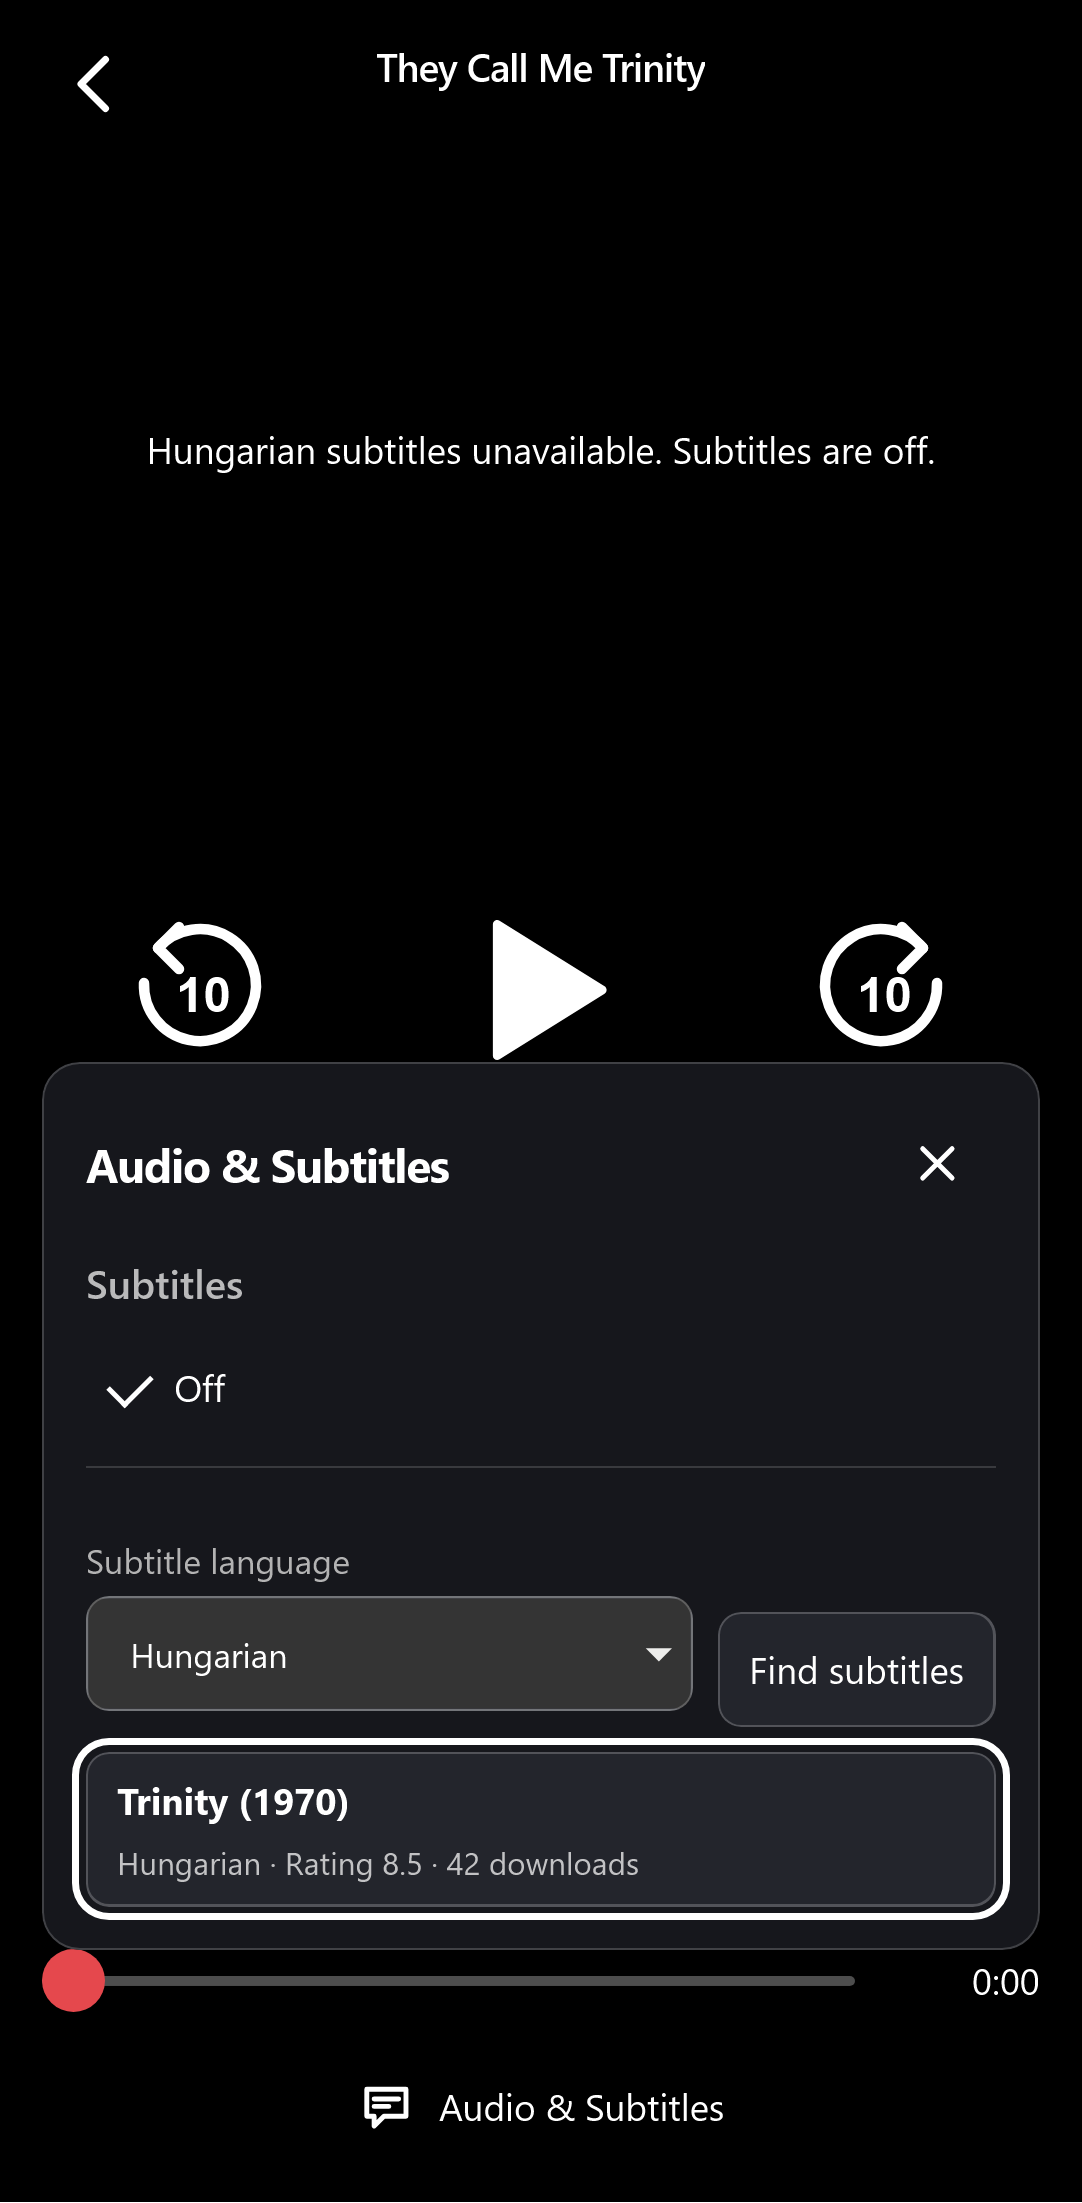 They Call Me Trinity
Hungarian subtitles unavailable. Subtitles are off.
10
10
Audio & Subtitles
Subtitles
Off
Subtitle language
Hungarian
Find subtitles
Trinity (1970)
Hungarian · Rating 8.5 · 42 downloads
0:00
Audio & Subtitles